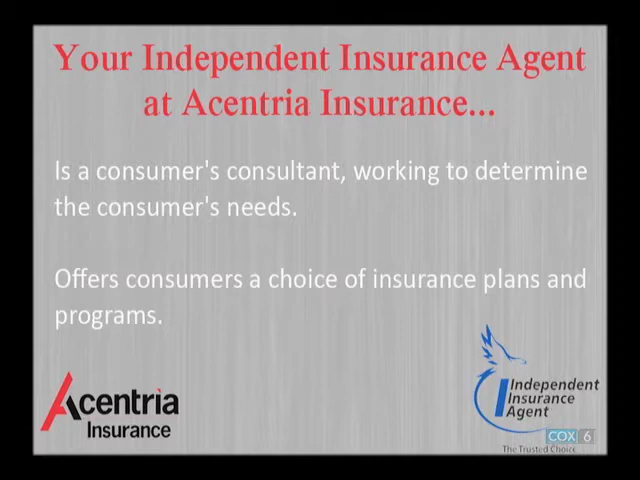 Your Independent Insurance Agent
at Acentria Insurance...
Is a consumer's consultant, working to determine
the consumer's needs.
Offers consumers a choice of insurance plans and
programs.
Acentria
Insurance
Independent
Insurance
Agent
COX 6
The Trusted Choice